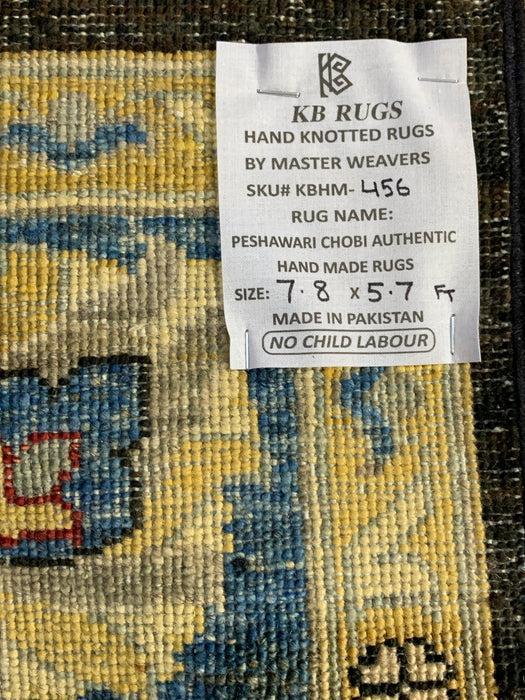 KB
KB RUGS
HAND KNOTTED RUGS
BY MASTER WEAVERS
SKU# KBHM-456
RUG NAME:
PESHAWARI CHOBI AUTHENTIC
HAND MADE RUGS
SIZE: 7.8 X 5.7 FT
MADE IN PAKISTAN
NO CHILD LABOUR